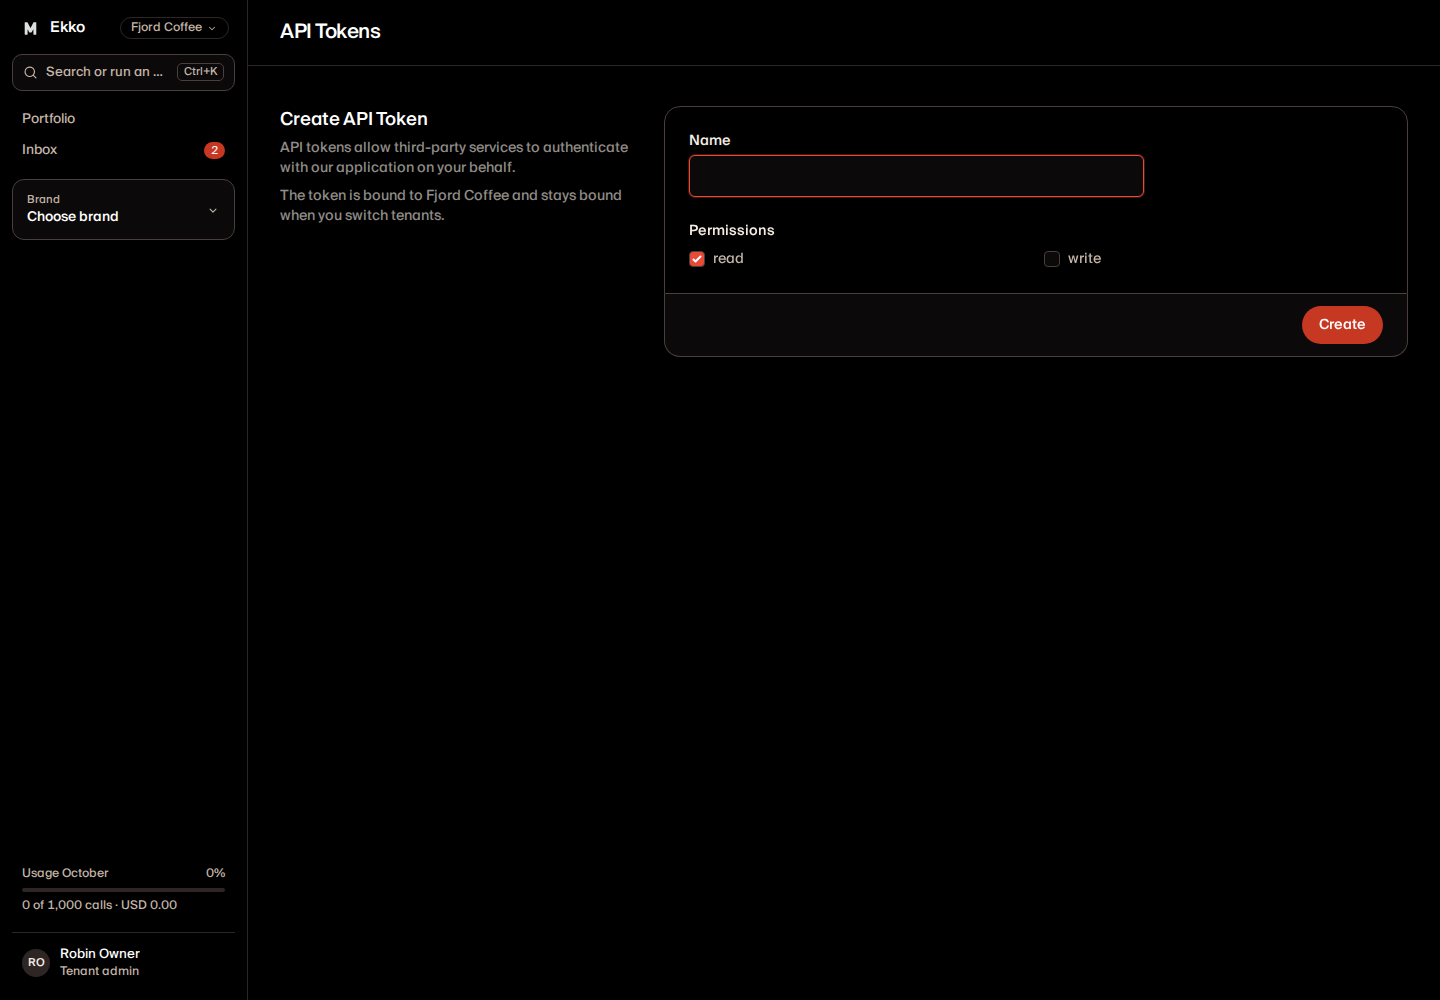 Ekko
Fjord Coffee
Search or run an ...
Ctrl+K
Portfolio
Inbox
2
Brand
Choose brand
Usage October
0%
0 of 1,000 calls · USD 0.00
RO
Robin Owner
Tenant admin
API Tokens
Create API Token
API tokens allow third-party services to authenticate
with our application on your behalf.
The token is bound to Fjord Coffee and stays bound
when you switch tenants.
Name
Permissions
read
write
Create